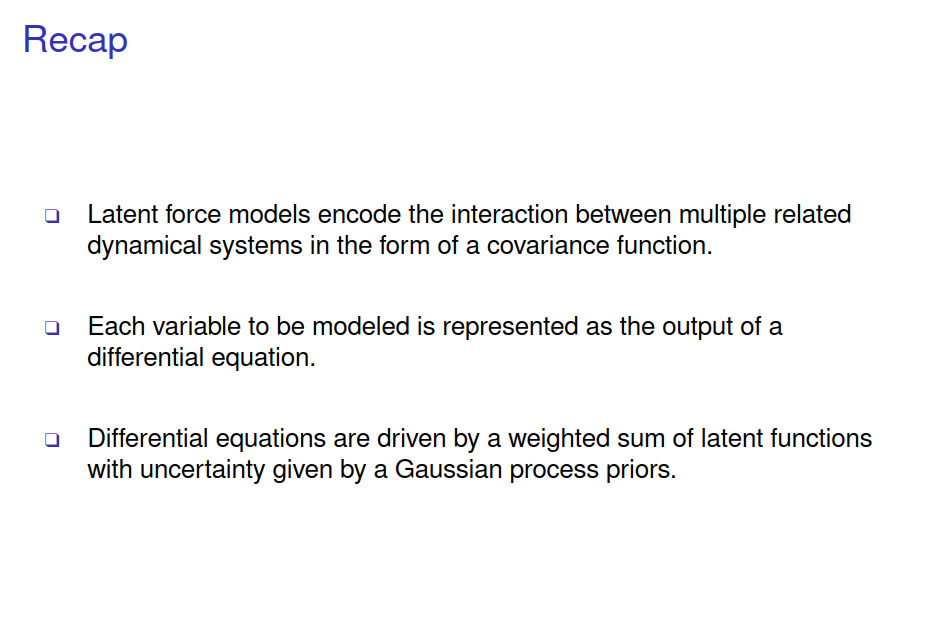 Recap
❑ Latent force models encode the interaction between multiple related
dynamical systems in the form of a covariance function.
❑ Each variable to be modeled is represented as the output of a
differential equation.
❑ Differential equations are driven by a weighted sum of latent functions
with uncertainty given by a Gaussian process priors.